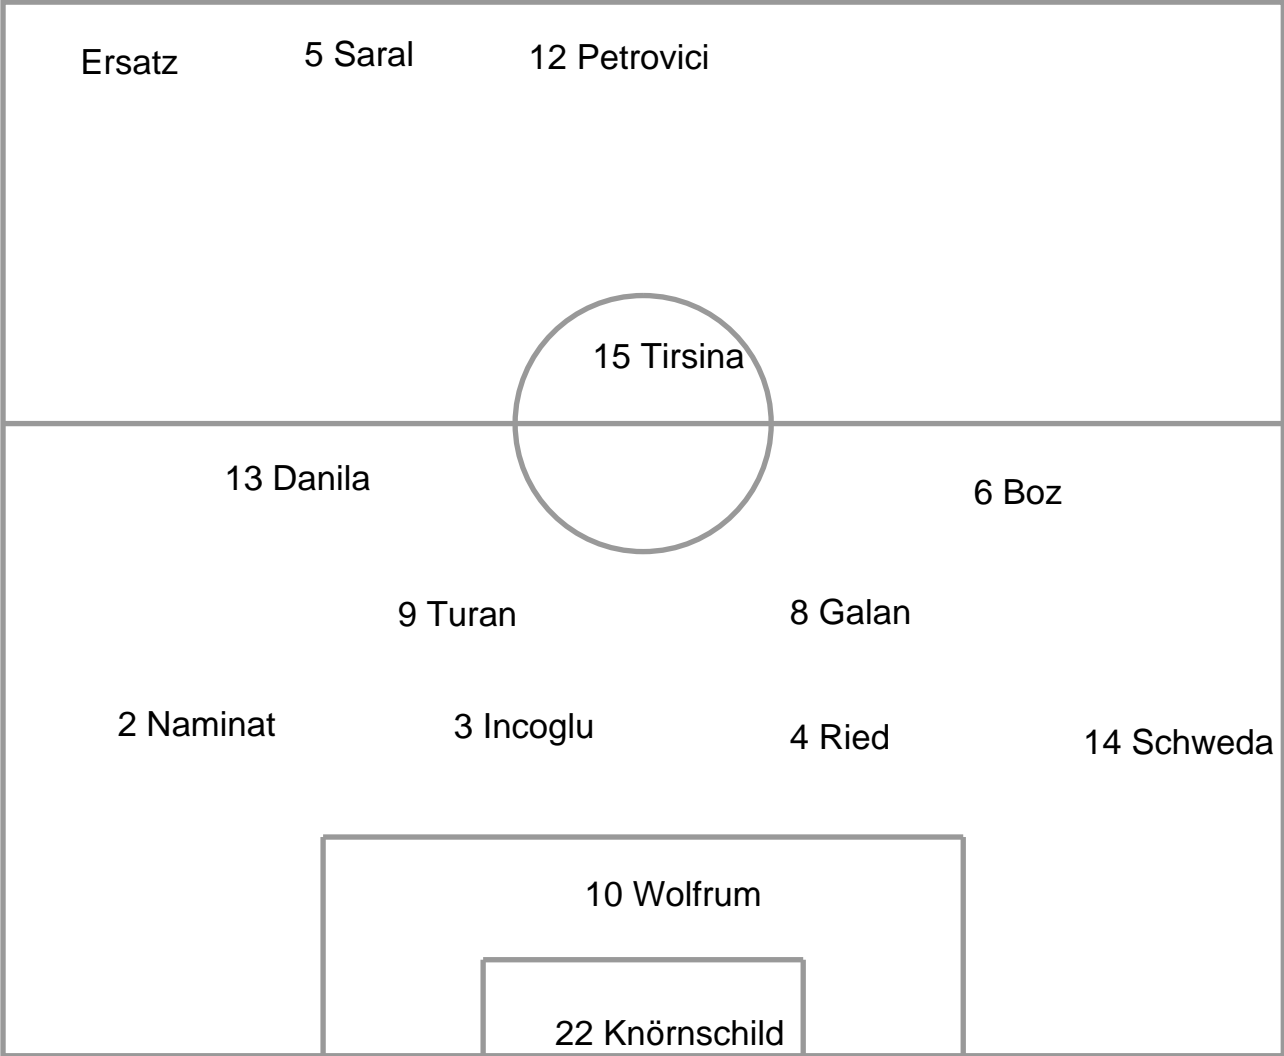 Ersatz
5 Saral
12 Petrovici
15 Tirsina
13 Danila
6 Boz
9 Turan
8 Galan
2 Naminat
3 Incoglu
4 Ried
14 Schweda
10 Wolfrum
22 Knörnschild